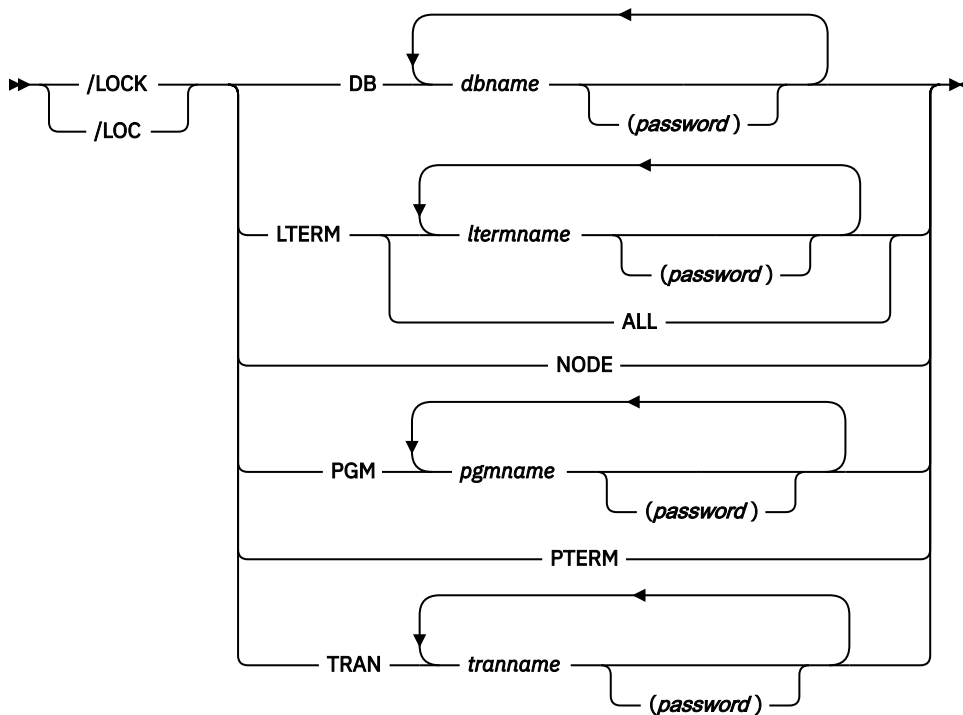 /LOCK DB dbname
/LOC (password)
LTERM ltermname
(password)
ALL
NODE
PGM pgmname
(password)
PTERM
TRAN tranname
(password)